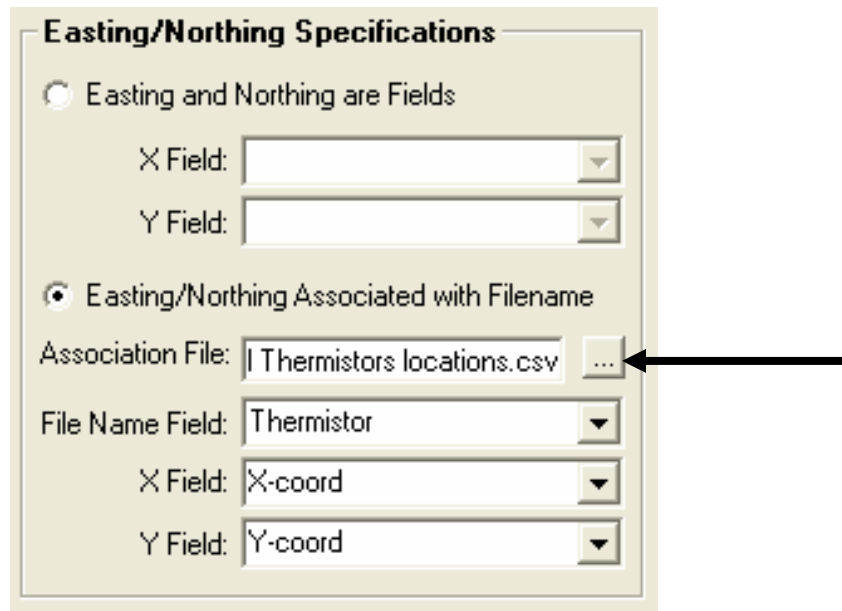 Easting/Northing Specifications
Easting and Northing are Fields
X Field:
Y Field:
Easting/Northing Associated with Filename
Association File: l Thermistors locations.csv ...
File Name Field: Thermistor
X Field: X-coord
Y Field: Y-coord